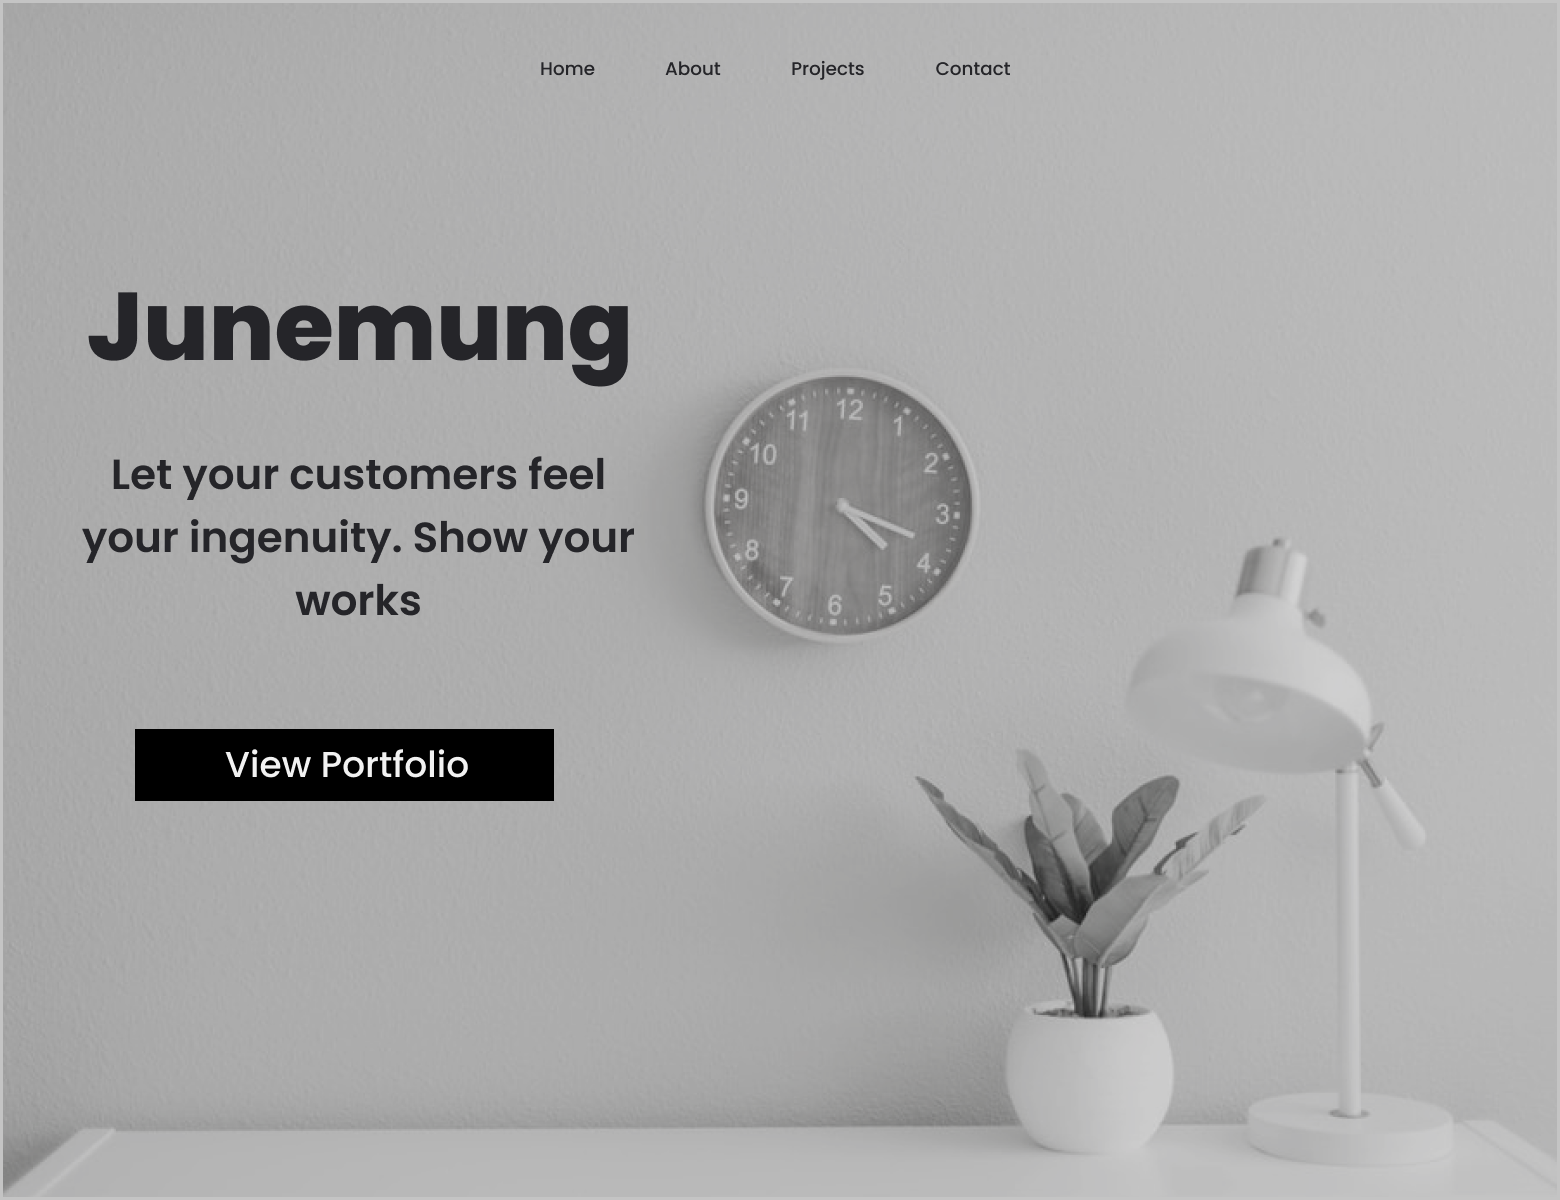 Home About Projects Contact
Junemung
Let your customers feel
your ingenuity. Show your
works
View Portfolio
12
11 1
10 2
9 3
8 4
7 5
6